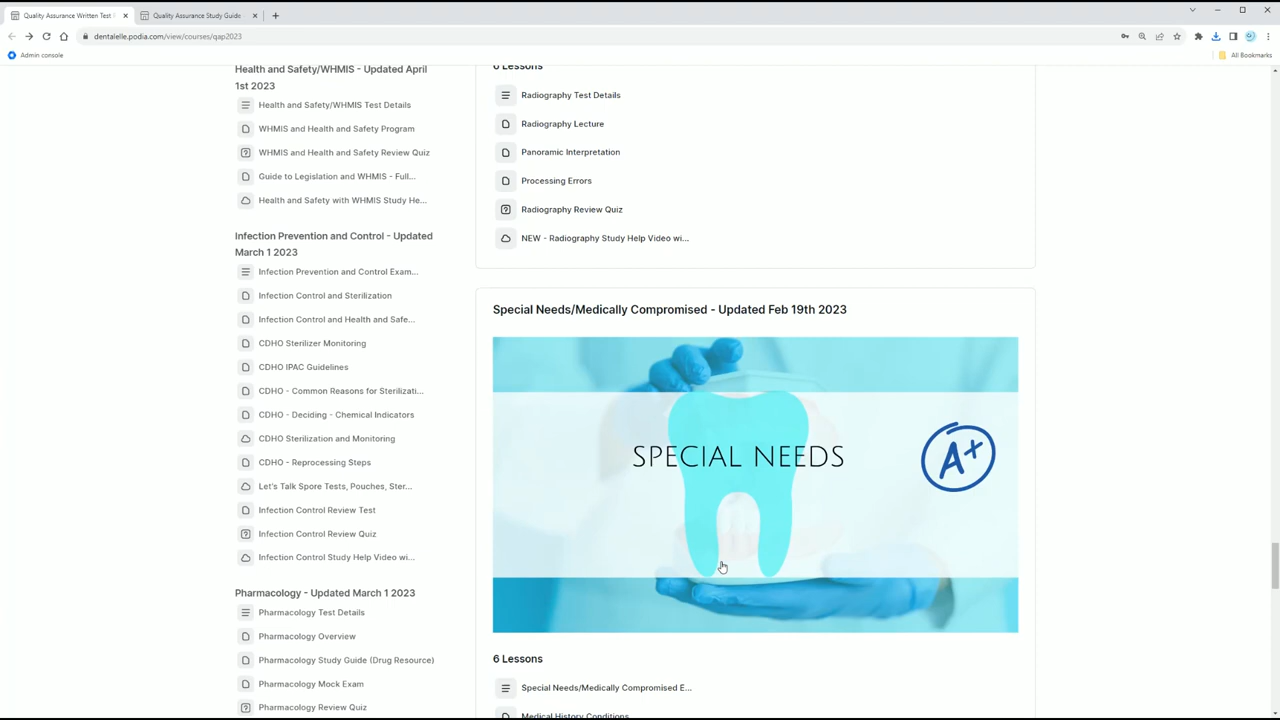 Quality Assurance Written Test
Quality Assurance Study Guide
dentalelle.podia.com/view/courses/qap2023
Admin console
All Bookmarks
Health and Safety/WHMIS - Updated April
1st 2023
Health and Safety/WHMIS Test Details
WHMIS and Health and Safety Program
WHMIS and Health and Safety Review Quiz
Guide to Legislation and WHMIS - Full...
Health and Safety with WHMIS Study He...
Infection Prevention and Control - Updated
March 1 2023
Infection Prevention and Control Exam...
Infection Control and Sterilization
Infection Control and Health and Safe...
CDHO Sterilizer Monitoring
CDHO IPAC Guidelines
CDHO - Common Reasons for Sterilizati...
CDHO - Deciding - Chemical Indicators
CDHO Sterilization and Monitoring
CDHO - Reprocessing Steps
Let's Talk Spore Tests, Pouches, Ster...
Infection Control Review Test
Infection Control Review Quiz
Infection Control Study Help Video wi...
Pharmacology - Updated March 1 2023
Pharmacology Test Details
Pharmacology Overview
Pharmacology Study Guide (Drug Resource)
Pharmacology Mock Exam
Pharmacology Review Quiz
6 Lessons
Radiography Test Details
Radiography Lecture
Panoramic Interpretation
Processing Errors
Radiography Review Quiz
NEW - Radiography Study Help Video wi...
Special Needs/Medically Compromised - Updated Feb 19th 2023
SPECIAL NEEDS
A+
6 Lessons
Special Needs/Medically Compromised E...
Medical History Conditions